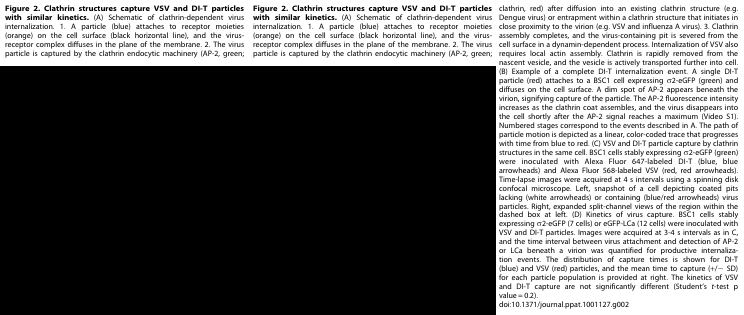 Figure 2. Clathrin structures capture VSV and DI-T particles
with similar kinetics. (A) Schematic of clathrin-dependent virus
internalization. 1. A particle (blue) attaches to receptor moieties
(orange) on the cell surface (black horizontal line), and the virus-
receptor complex diffuses in the plane of the membrane. 2. The virus
particle is captured by the clathrin endocytic machinery (AP-2, green;
Figure 2. Clathrin structures capture VSV and DI-T particles
with similar kinetics. (A) Schematic of clathrin-dependent virus
internalization. 1. A particle (blue) attaches to receptor moieties
(orange) on the cell surface (black horizontal line), and the virus-
receptor complex diffuses in the plane of the membrane. 2. The virus
particle is captured by the clathrin endocytic machinery (AP-2, green;
clathrin, red) after diffusion into an existing clathrin structure (e.g.
Dengue virus) or entrapment within a clathrin structure that initiates in
close proximity to the virion (e.g. VSV and influenza A virus). 3. Clathrin
assembly completes, and the virus-containing pit is severed from the
cell surface in a dynamin-dependent process. Internalization of VSV also
requires local actin assembly. Clathrin is rapidly removed from the
nascent vesicle, and the vesicle is actively transported further into cell.
(B) Example of a complete DI-T internalization event. A single DI-T
particle (red) attaches to a BSC1 cell expressing σ2-eGFP (green) and
diffuses on the cell surface. A dim spot of AP-2 appears beneath the
virion, signifying capture of the particle. The AP-2 fluorescence intensity
increases as the clathrin coat assembles, and the virus disappears into
the cell shortly after the AP-2 signal reaches a maximum (Video S1).
Numbered stages correspond to the events described in A. The path of
particle motion is depicted as a linear, color-coded trace that progresses
with time from blue to red. (C) VSV and DI-T particle capture by clathrin
structures in the same cell. BSC1 cells stably expressing σ2-eGFP (green)
were inoculated with Alexa Fluor 647-labeled DI-T (blue, blue
arrowheads) and Alexa Fluor 568-labeled VSV (red, red arrowheads).
Time-lapse images were acquired at 4 s intervals using a spinning disk
confocal microscope. Left, snapshot of a cell depicting coated pits
lacking (white arrowheads) or containing (blue/red arrowheads) virus
particles. Right, expanded split-channel views of the region within the
dashed box at left. (D) Kinetics of virus capture. BSC1 cells stably
expressing σ2-eGFP (7 cells) or eGFP-LCa (12 cells) were inoculated with
VSV and DI-T particles. Images were acquired at 3-4 s intervals as in C,
and the time interval between virus attachment and detection of AP-2
or LCa beneath a virion was quantified for productive internaliza-
tion events. The distribution of capture times is shown for DI-T
(blue) and VSV (red) particles, and the mean time to capture (+/− SD)
for each particle population is provided at right. The kinetics of VSV
and DI-T capture are not significantly different (Student's t-test p
value = 0.2).
doi:10.1371/journal.ppat.1001127.g002